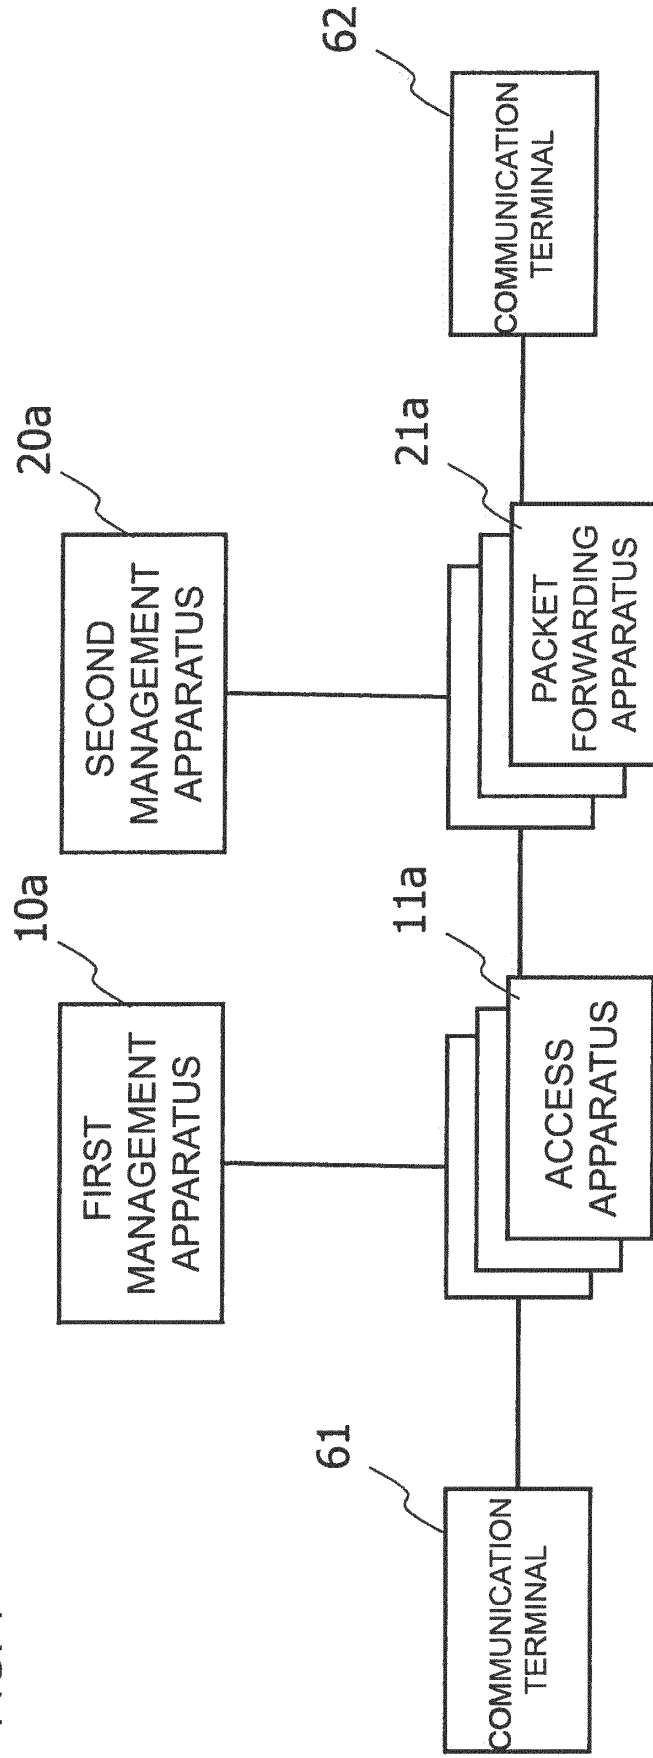 10a
FIRST
MANAGEMENT
APPARATUS
20a
SECOND
MANAGEMENT
APPARATUS
61
COMMUNICATION
TERMINAL
11a
ACCESS
APPARATUS
21a
PACKET
FORWARDING
APPARATUS
62
COMMUNICATION
TERMINAL